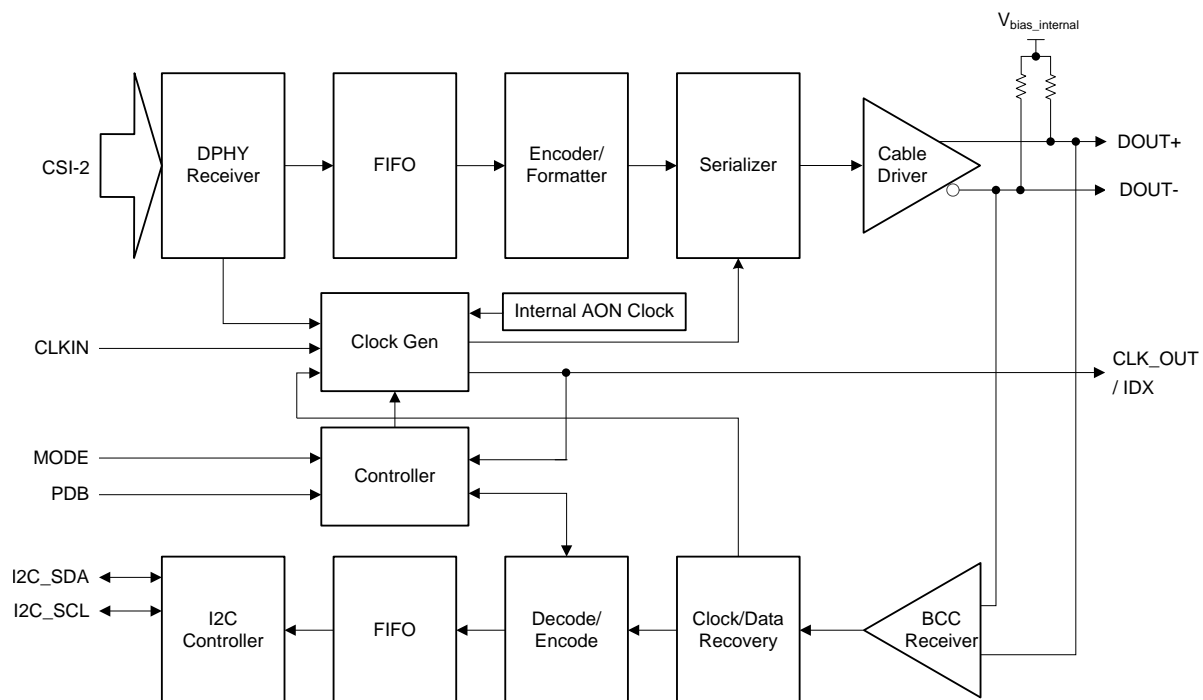 V_bias_internal
CSI-2
DPHY
Receiver
FIFO
Encoder/
Formatter
Serializer
Cable
Driver
DOUT+
DOUT-
Internal AON Clock
CLKIN
Clock Gen
CLK_OUT
/ IDX
MODE
Controller
PDB
I2C_SDA
I2C_SCL
I2C
Controller
FIFO
Decode/
Encode
Clock/Data
Recovery
BCC
Receiver